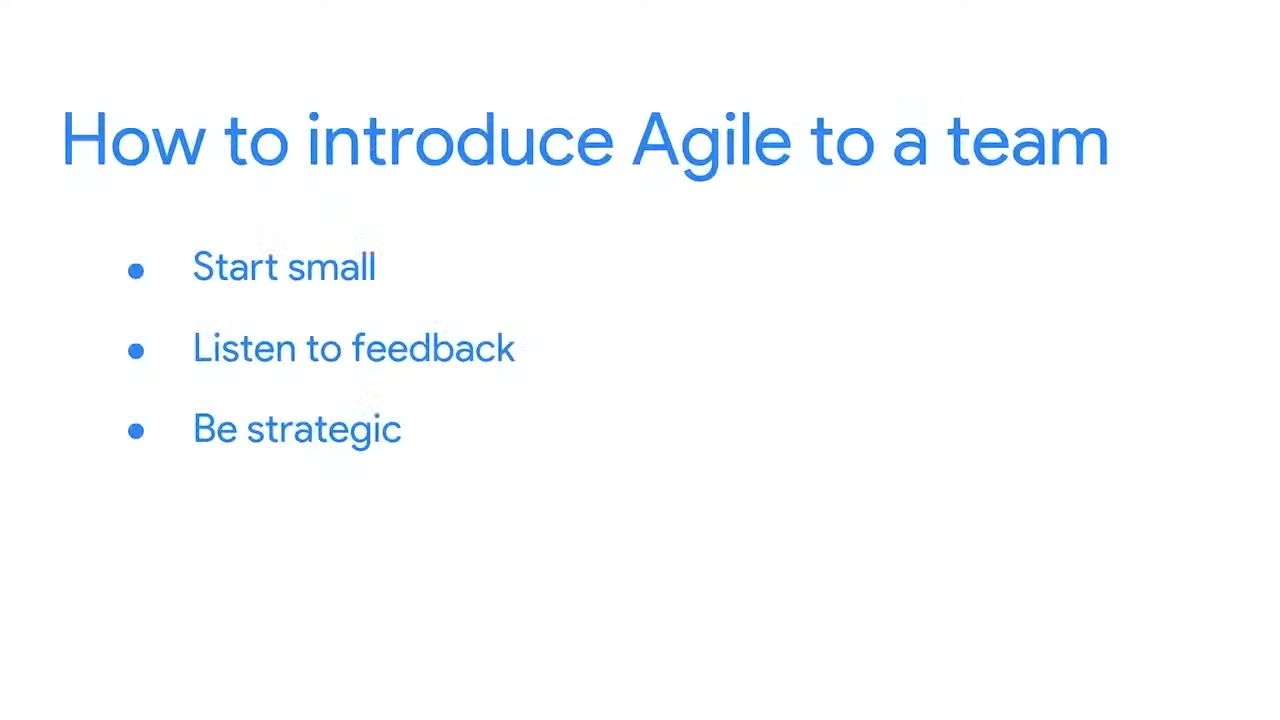 How to introduce Agile to a team
● Start small
● Listen to feedback
● Be strategic